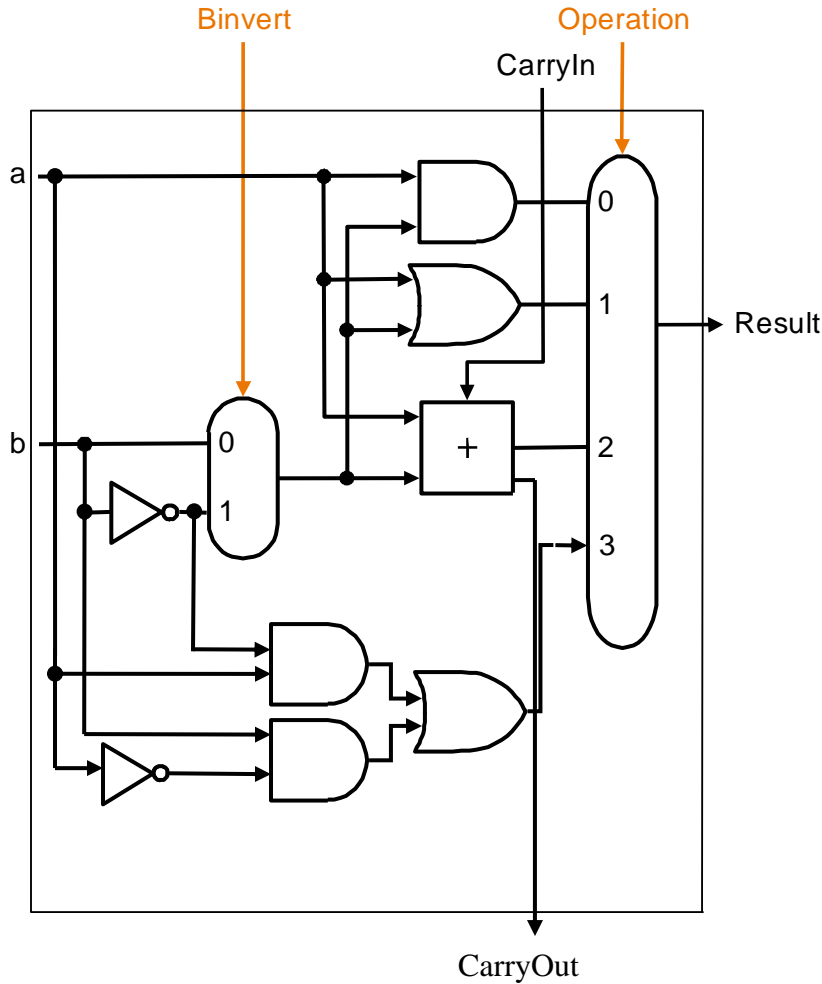 Binvert
Operation
CarryIn
a
0
1
Result
b
0
+
2
1
3
CarryOut